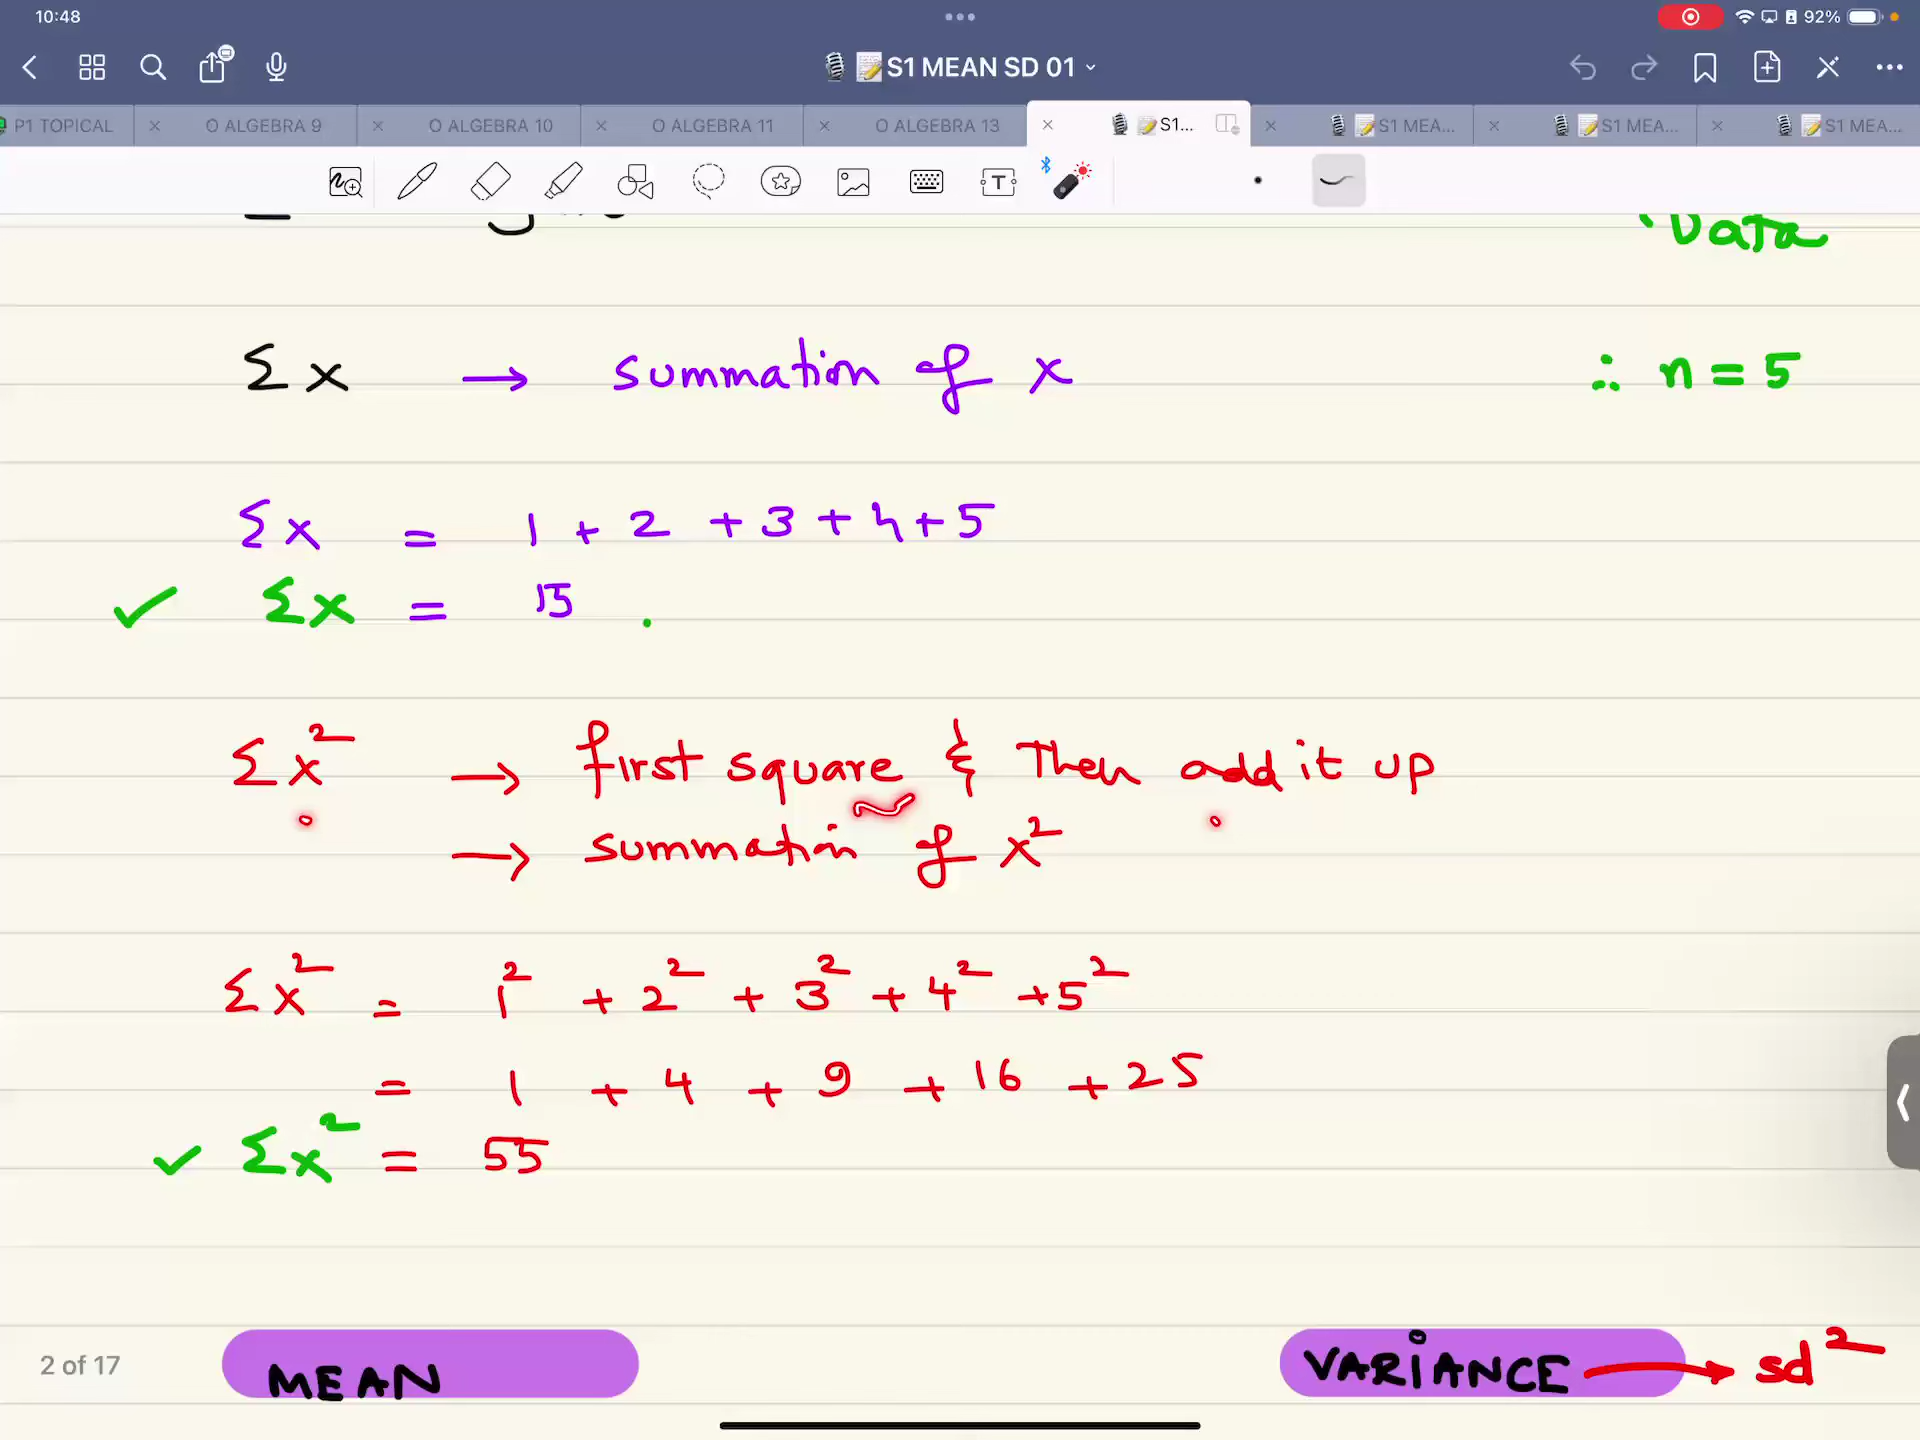 10:48
92%
S1 MEAN SD 01
P1 TOPICAL
O ALGEBRA 9
O ALGEBRA 10
O ALGEBRA 11
O ALGEBRA 13
S1...
S1 MEA...
S1 MEA...
S1 MEA...
Data
Σx → summation of x
∴ n = 5
Σx = 1 + 2 + 3 + 4 + 5
✓ Σx = 15
Σx² → first square & Then add it up
→ summation of x²
Σx² = 1² + 2² + 3² + 4² + 5²
= 1 + 4 + 9 + 16 + 25
✓ Σx² = 55
2 of 17
MEAN
VARiANCE → sd²